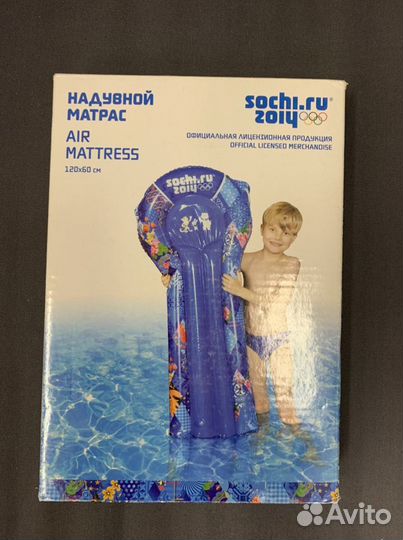 НАДУВНОЙ
МАТРАС
AIR
MATTRESS
120x60 см
sochi.ru
2014
ОФИЦИАЛЬНАЯ ЛИЦЕНЗИОННАЯ ПРОДУКЦИЯ
OFFICIAL LICENSED MERCHANDISE
sochi.ru
2014
Avito